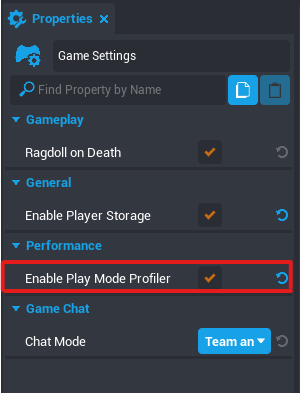 Properties
Game Settings
Find Property by Name
Gameplay
Ragdoll on Death
General
Enable Player Storage
Performance
Enable Play Mode Profiler
Game Chat
Chat Mode Team an